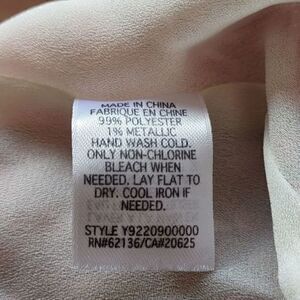 MADE IN CHINA
FABRIQUE EN CHINE
99% POLYESTER
1% METALLIC
HAND WASH COLD.
ONLY NON-CHLORINE
BLEACH WHEN
NEEDED. LAY FLAT TO
DRY. COOL IRON IF
NEEDED.
STYLE Y9220900000
RN#62136/CA#20625